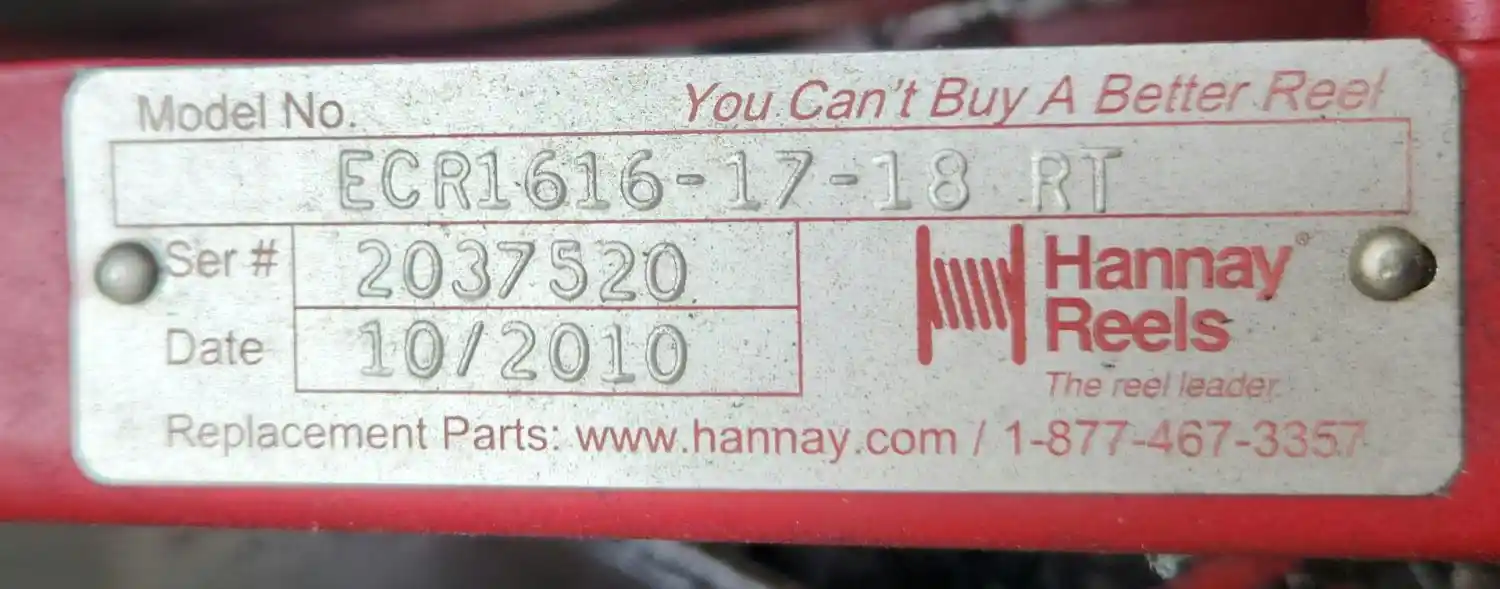 Model No.
You Can't Buy A Better Reel
ECR1616-17-18 RT
Ser # 2037520
Date 10/2010
Hannay®
Reels
The reel leader.
Replacement Parts: www.hannay.com / 1-877-467-3357